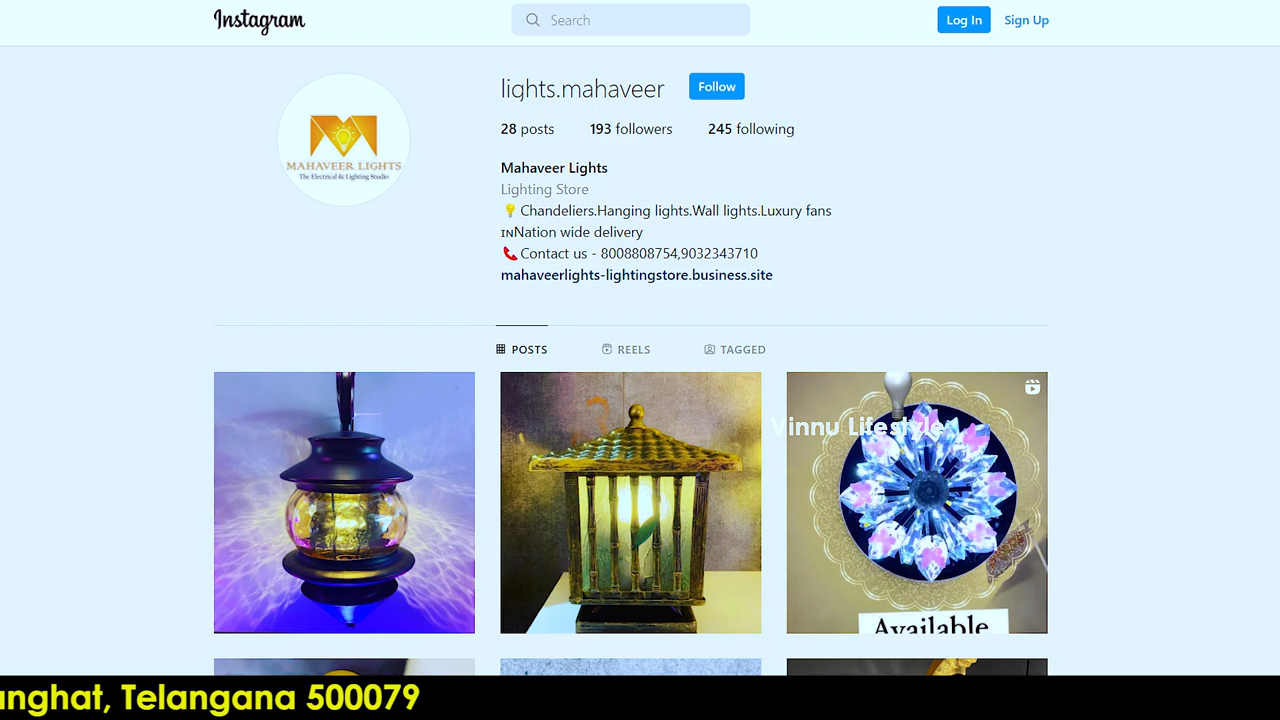 Instagram
Search
Log In
Sign Up
MAHAVEER LIGHTS
The Electrical & Lighting Studio
lights.mahaveer
Follow
28 posts 193 followers 245 following
Mahaveer Lights
Lighting Store
💡 Chandeliers.Hanging lights.Wall lights.Luxury fans
ɪɴNation wide delivery
📞Contact us - 8008808754,9032343710
mahaveerlights-lightingstore.business.site
POSTS REELS TAGGED
Vinnu Lifestyle
Available
anghat, Telangana 500079